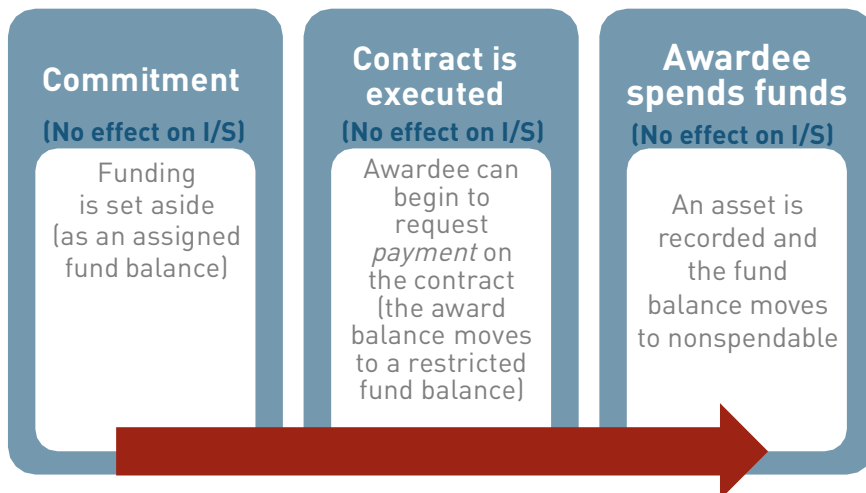 Commitment
(No effect on I/S)
Funding
is set aside
(as an assigned
fund balance)
Contract is
executed
(No effect on I/S)
Awardee can
begin to
request
payment on
the contract
(the award
balance moves
to a restricted
fund balance)
Awardee
spends funds
(No effect on I/S)
An asset is
recorded and
the fund
balance moves
to nonspendable